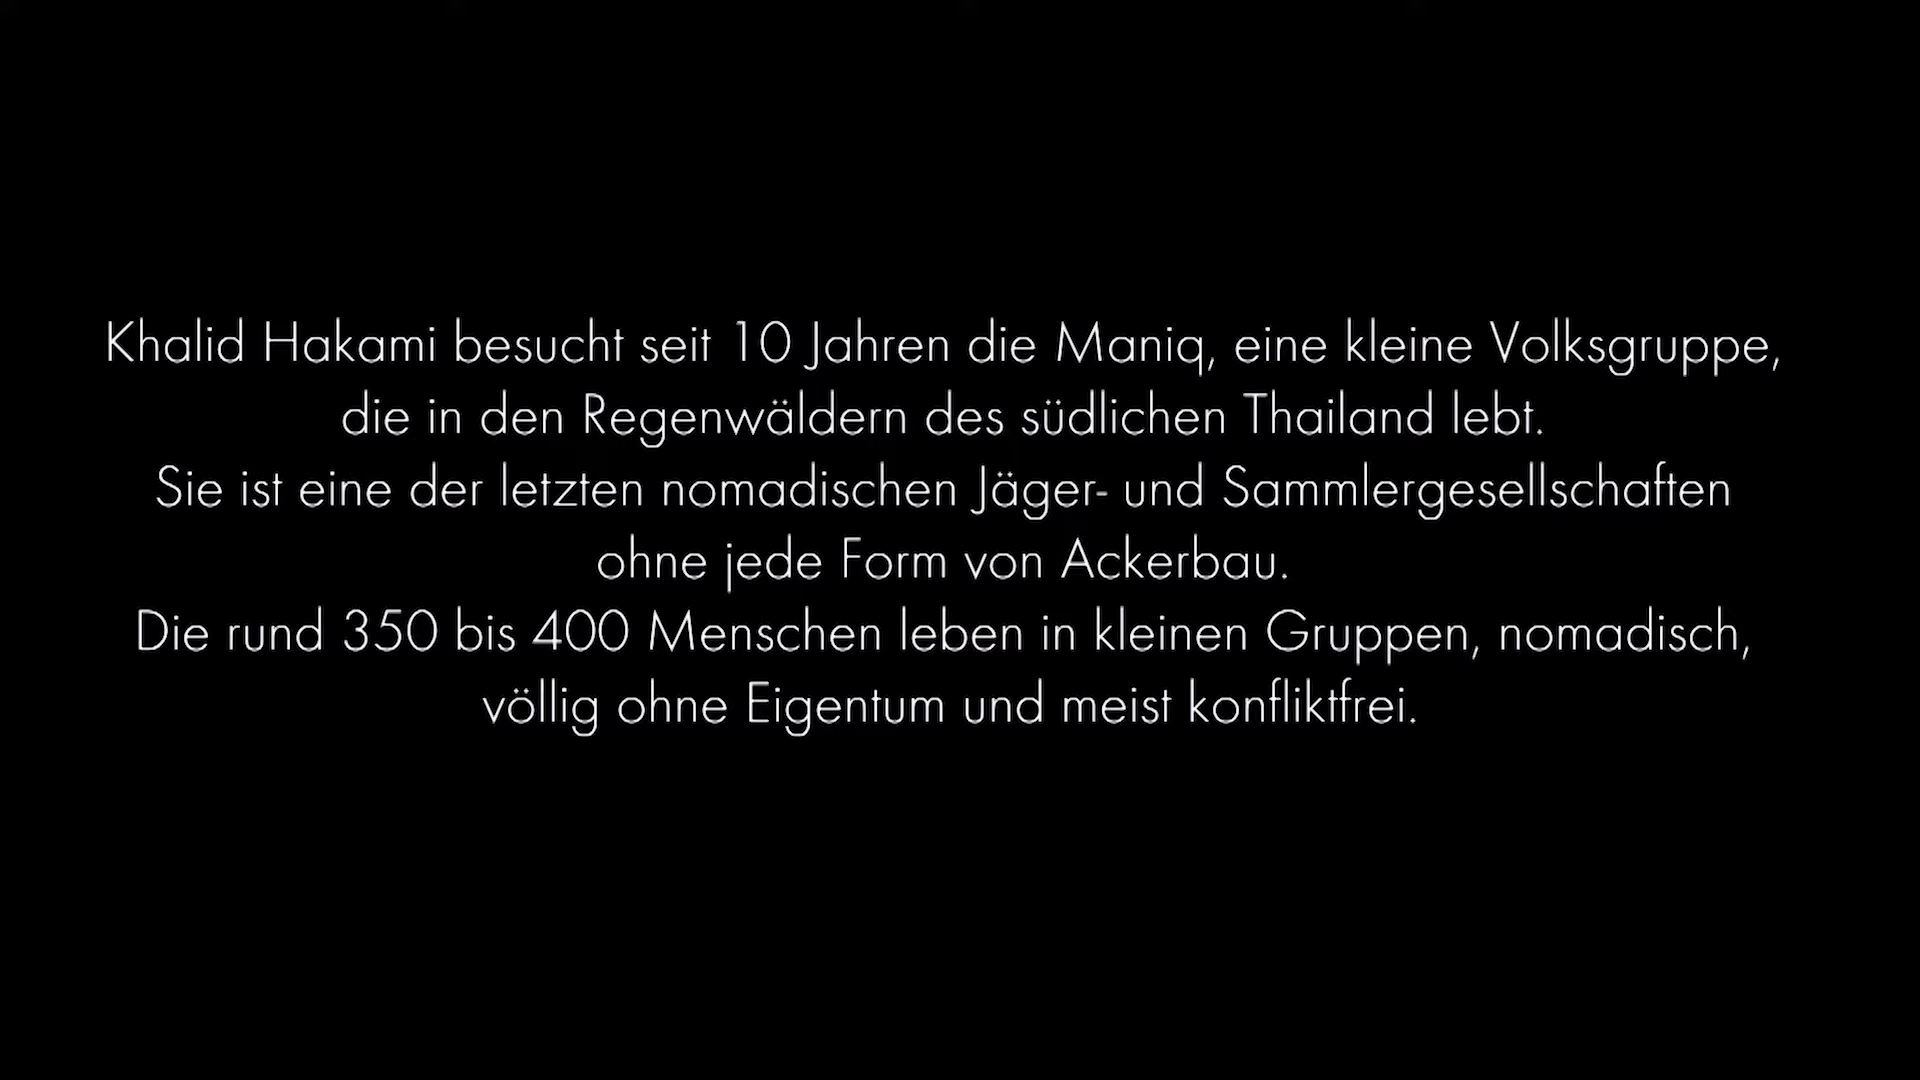 Khalid Hakami besucht seit 10 Jahren die Maniq, eine kleine Volksgruppe,
die in den Regenwäldern des südlichen Thailand lebt.
Sie ist eine der letzten nomadischen Jäger- und Sammlergesellschaften
ohne jede Form von Ackerbau.
Die rund 350 bis 400 Menschen leben in kleinen Gruppen, nomadisch,
völlig ohne Eigentum und meist konfliktfrei.